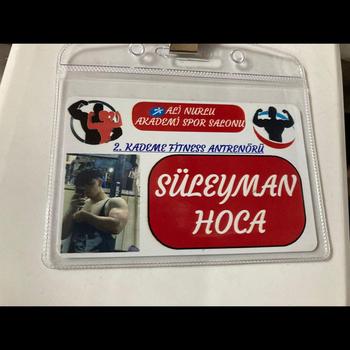 ALİ NURLU
AKADEMİ SPOR SALONU
2. KADEME FİTNESS ANTRENÖRÜ
SÜLEYMAN
HOCA